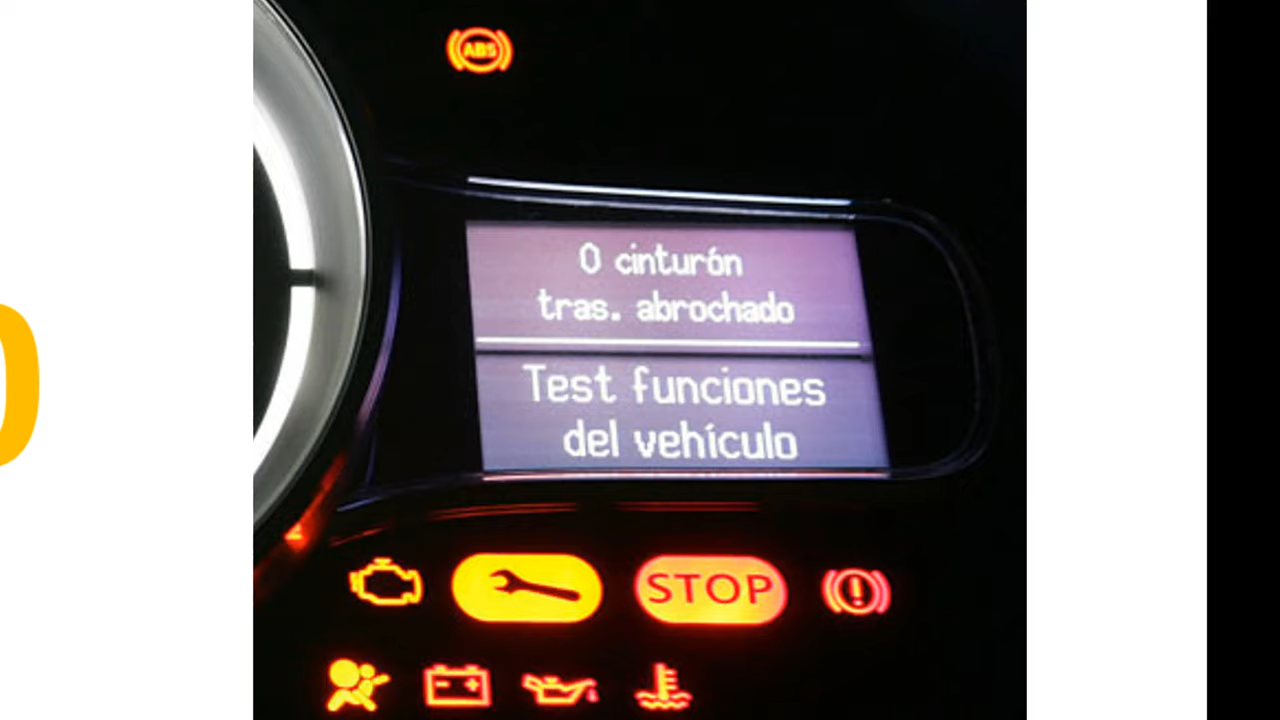 ABS
0 cinturón
tras. abrochado
Test funciones
del vehículo
STOP